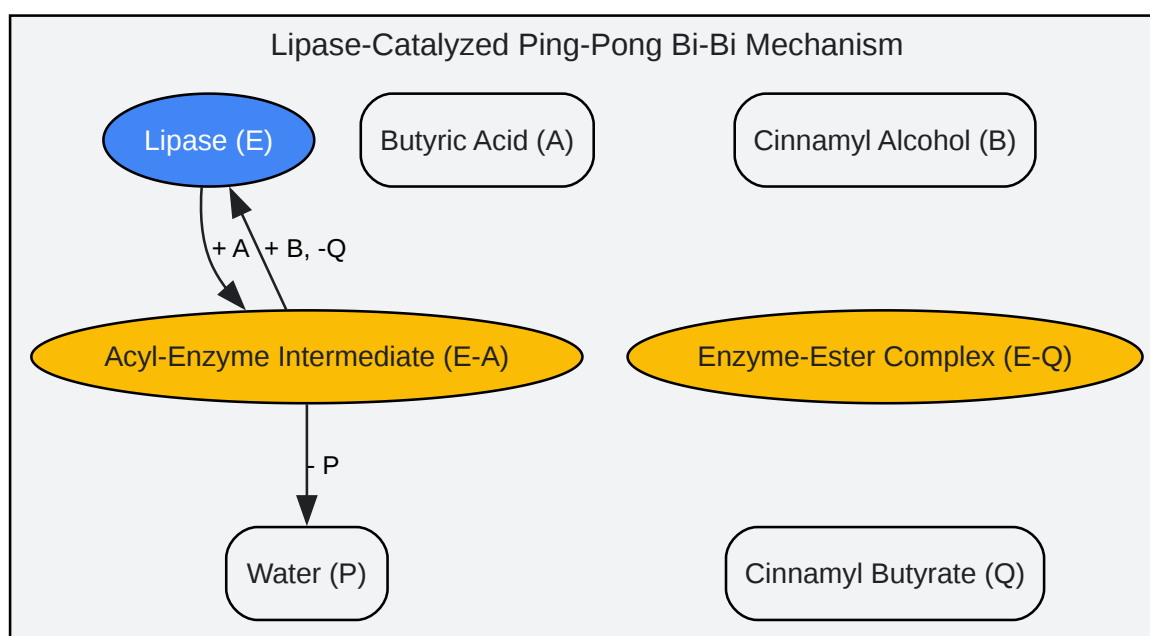 Lipase-Catalyzed Ping-Pong Bi-Bi Mechanism
Lipase (E)
Butyric Acid (A)
Cinnamyl Alcohol (B)
+ A
+ B, -Q
Acyl-Enzyme Intermediate (E-A)
Enzyme-Ester Complex (E-Q)
- P
Water (P)
Cinnamyl Butyrate (Q)